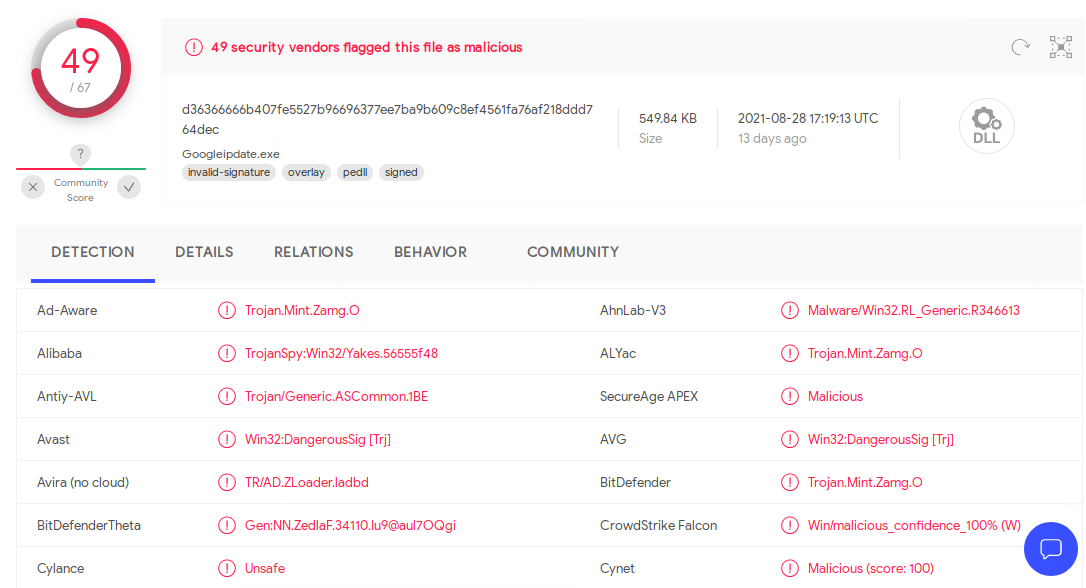 49
/ 67
?
Community
Score
49 security vendors flagged this file as malicious
d36366666b407fe5527b96696377ee7ba9b609c8ef4561fa76af218ddd7
64dec
Googleipdate.exe
invalid-signature overlay pedll signed
549.84 KB
Size
2021-08-28 17:19:13 UTC
13 days ago
DLL
DETECTION DETAILS RELATIONS BEHAVIOR COMMUNITY
Ad-Aware Trojan.Mint.Zamg.O AhnLab-V3 Malware/Win32.RL_Generic.R346613
Alibaba TrojanSpy:Win32/Yakes.56555f48 ALYac Trojan.Mint.Zamg.O
Antiy-AVL Trojan/Generic.ASCommon.1BE SecureAge APEX Malicious
Avast Win32:DangerousSig [Trj] AVG Win32:DangerousSig [Trj]
Avira (no cloud) TR/AD.ZLoader.ladbd BitDefender Trojan.Mint.Zamg.O
BitDefenderTheta Gen:NN.ZedlaF.34110.Iu9@aul7OQgi CrowdStrike Falcon Win/malicious_confidence_100% (W)
Cylance Unsafe Cynet Malicious (score: 100)